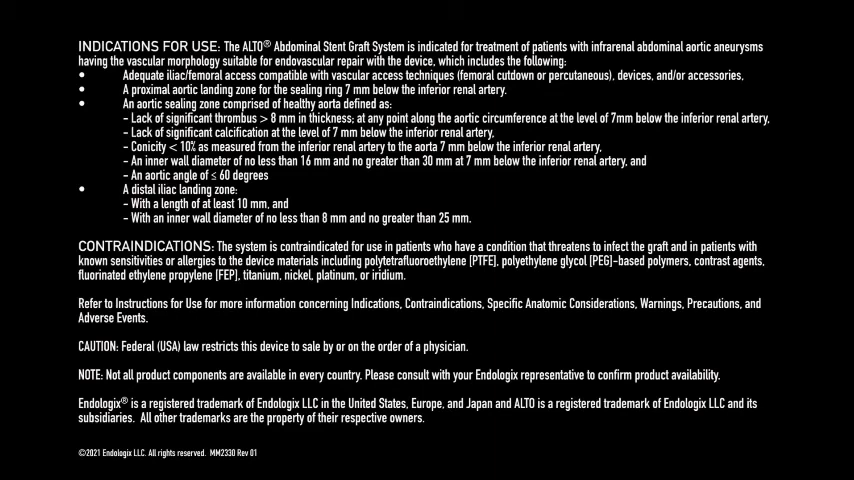 INDICATIONS FOR USE: The ALTO® Abdominal Stent Graft System is indicated for treatment of patients with infrarenal abdominal aortic aneurysms
having the vascular morphology suitable for endovascular repair with the device, which includes the following:
• Adequate iliac/femoral access compatible with vascular access techniques (femoral cutdown or percutaneous), devices, and/or accessories,
• A proximal aortic landing zone for the sealing ring 7 mm below the inferior renal artery.
• An aortic sealing zone comprised of healthy aorta defined as:
- Lack of significant thrombus > 8 mm in thickness; at any point along the aortic circumference at the level of 7mm below the inferior renal artery,
- Lack of significant calcification at the level of 7 mm below the inferior renal artery,
- Conicity < 10% as measured from the inferior renal artery to the aorta 7 mm below the inferior renal artery,
- An inner wall diameter of no less than 16 mm and no greater than 30 mm at 7 mm below the inferior renal artery, and
- An aortic angle of ≤ 60 degrees
• A distal iliac landing zone:
- With a length of at least 10 mm, and
- With an inner wall diameter of no less than 8 mm and no greater than 25 mm.
CONTRAINDICATIONS: The system is contraindicated for use in patients who have a condition that threatens to infect the graft and in patients with
known sensitivities or allergies to the device materials including polytetrafluoroethylene [PTFE], polyethylene glycol [PEG]-based polymers, contrast agents,
fluorinated ethylene propylene [FEP], titanium, nickel, platinum, or iridium.
Refer to Instructions for Use for more information concerning Indications, Contraindications, Specific Anatomic Considerations, Warnings, Precautions, and
Adverse Events.
CAUTION: Federal (USA) law restricts this device to sale by or on the order of a physician.
NOTE: Not all product components are available in every country. Please consult with your Endologix representative to confirm product availability.
Endologix® is a registered trademark of Endologix LLC in the United States, Europe, and Japan and ALTO is a registered trademark of Endologix LLC and its
subsidiaries. All other trademarks are the property of their respective owners.
©2021 Endologix LLC. All rights reserved. MM2330 Rev 01